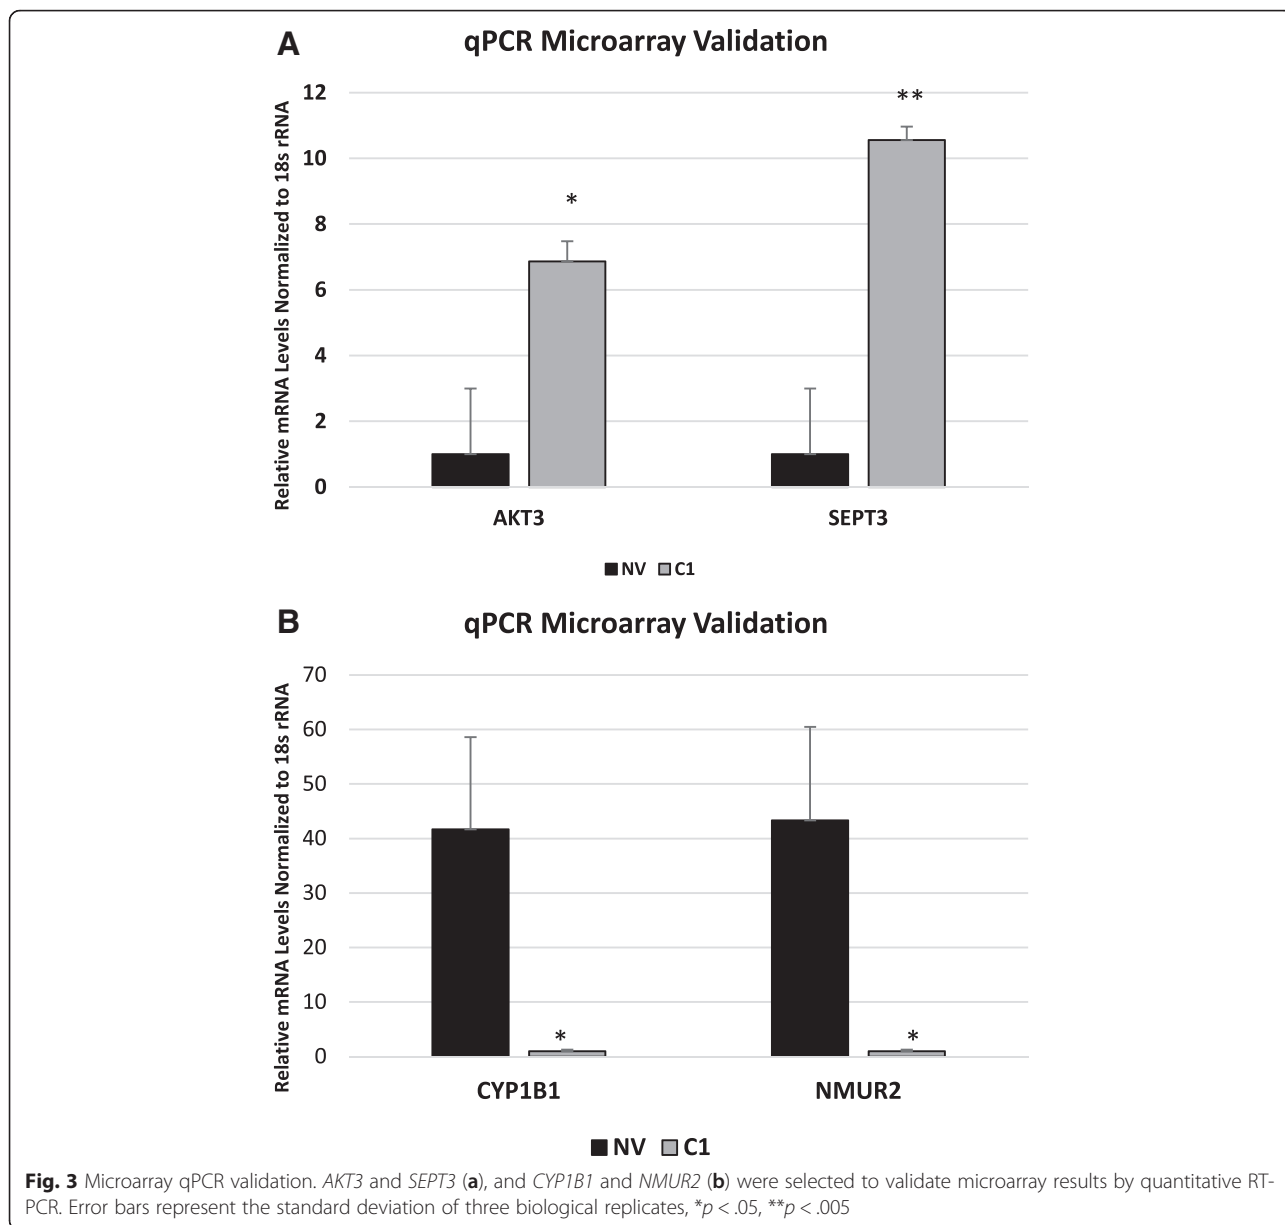 A
qPCR Microarray Validation
Relative mRNA Levels Normalized to 18s rRNA
12
10
8
6
4
2
0
*
**
AKT3
SEPT3
NV C1
B
qPCR Microarray Validation
Relative mRNA Levels Normalized to 18s rRNA
70
60
50
40
30
20
10
0
*
*
CYP1B1
NMUR2
NV C1
Fig. 3 Microarray qPCR validation. AKT3 and SEPT3 (a), and CYP1B1 and NMUR2 (b) were selected to validate microarray results by quantitative RT-
PCR. Error bars represent the standard deviation of three biological replicates, *p < .05, **p < .005